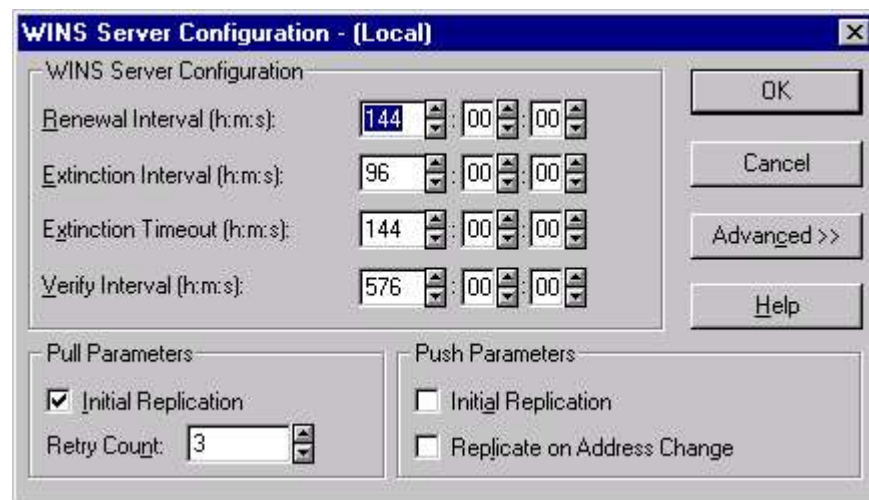 WINS Server Configuration - (Local)
WINS Server Configuration
Renewal Interval (h:m:s): 144 : 00 : 00
Extinction Interval (h:m:s): 96 : 00 : 00
Extinction Timeout (h:m:s): 144 : 00 : 00
Verify Interval (h:m:s): 576 : 00 : 00
OK
Cancel
Advanced >>
Help
Pull Parameters
Initial Replication
Retry Count: 3
Push Parameters
Initial Replication
Replicate on Address Change